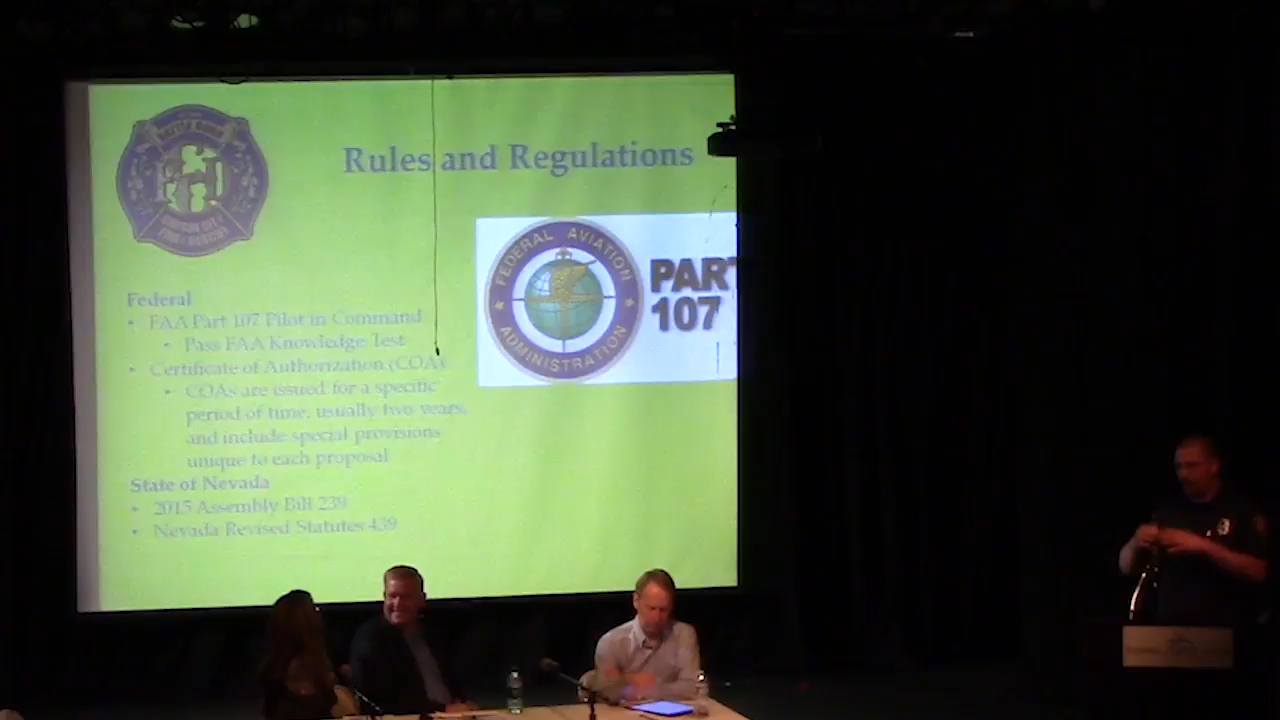 Rules and Regulations
FEDERAL AVIATION
ADMINISTRATION
PART
107
Federal
• FAA Part 107 Pilot in Command
• Pass FAA Knowledge Test
• Certificate of Authorization (COA)
• COAs are issued for a specific
period of time, usually two years,
and include special provisions
unique to each proposal
State of Nevada
• 2015 Assembly Bill 239
• Nevada Revised Statutes 439